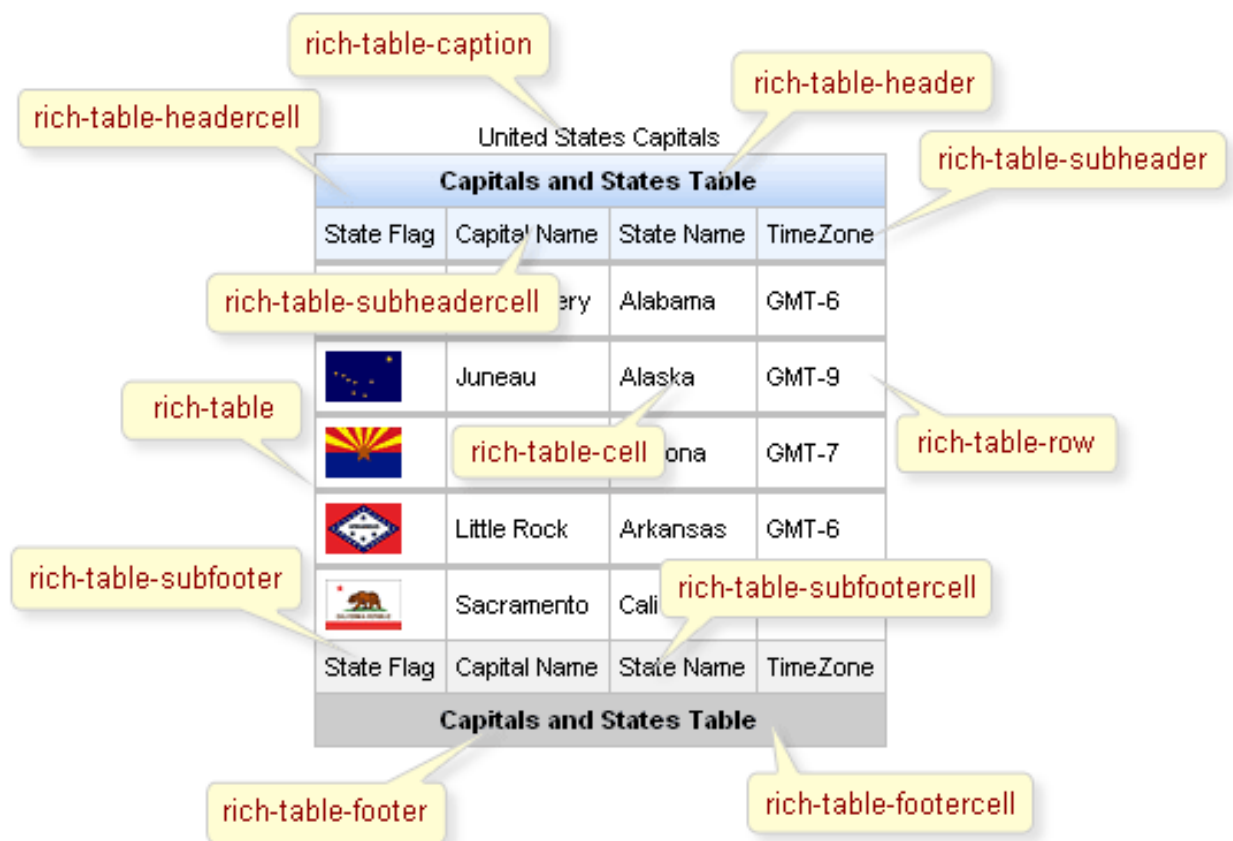 rich-table-caption
rich-table-header
rich-table-headercell
United States Capitals
rich-table-subheader
Capitals and States Table
State Flag Capital Name State Name TimeZone
rich-table-subheadercell
ery Alabama GMT-6
Juneau Alaska GMT-9
rich-table
rich-table-cell
ona GMT-7
rich-table-row
Little Rock Arkansas GMT-6
rich-table-subfooter
rich-table-subfootercell
Sacramento Cali
State Flag Capital Name State Name TimeZone
Capitals and States Table
rich-table-footer
rich-table-footercell